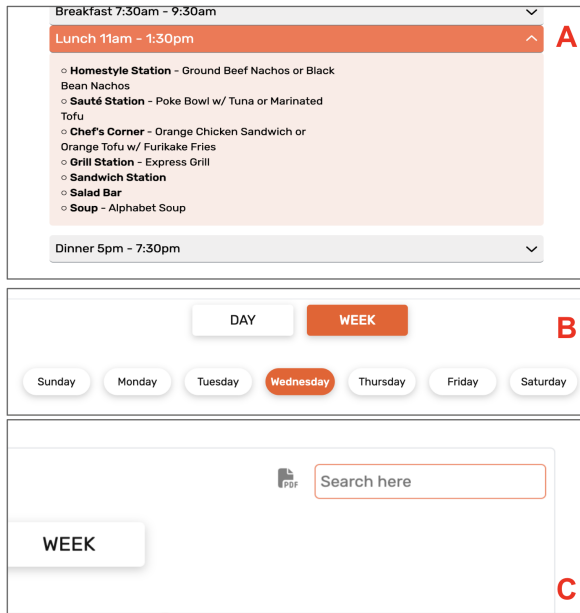 Breakfast 7:30am - 9:30am
Lunch 11am - 1:30pm
A
○ Homestyle Station - Ground Beef Nachos or Black
Bean Nachos
○ Sauté Station - Poke Bowl w/ Tuna or Marinated
Tofu
○ Chef's Corner - Orange Chicken Sandwich or
Orange Tofu w/ Furikake Fries
○ Grill Station - Express Grill
○ Sandwich Station
○ Salad Bar
○ Soup - Alphabet Soup
Dinner 5pm - 7:30pm
DAY WEEK B
Sunday Monday Tuesday Wednesday Thursday Friday Saturday
PDF Search here
WEEK
C